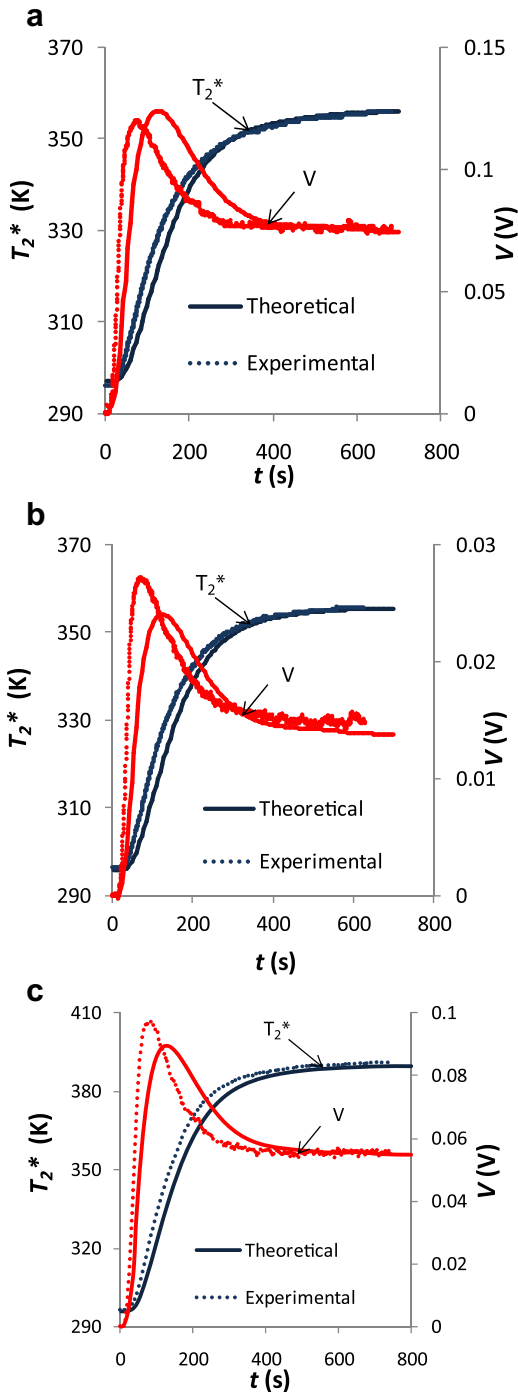 a
370
350
330
310
290
0.15
0.1
0.05
0
T₂* (K)
V (V)
T₂*
V
Theoretical
Experimental
0 200 400 600 800
t (s)
b
370
350
330
310
290
0.03
0.02
0.01
0
T₂* (K)
V (V)
T₂*
V
Theoretical
Experimental
0 200 400 600 800
t (s)
c
410
380
350
320
290
0.1
0.08
0.06
0.04
0.02
0
T₂* (K)
V (V)
T₂*
V
Theoretical
Experimental
0 200 400 600 800
t (s)